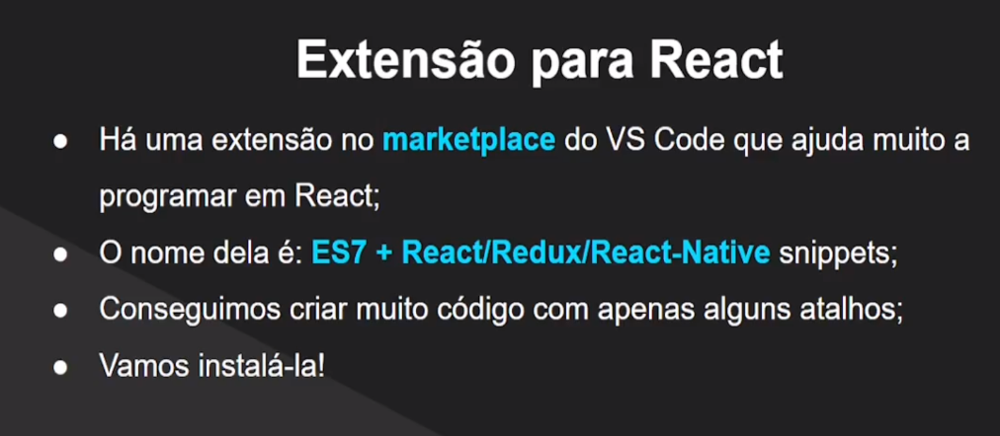 Extensão para React
● Há uma extensão no marketplace do VS Code que ajuda muito a
programar em React;
● O nome dela é: ES7 + React/Redux/React-Native snippets;
● Conseguimos criar muito código com apenas alguns atalhos;
● Vamos instalá-la!